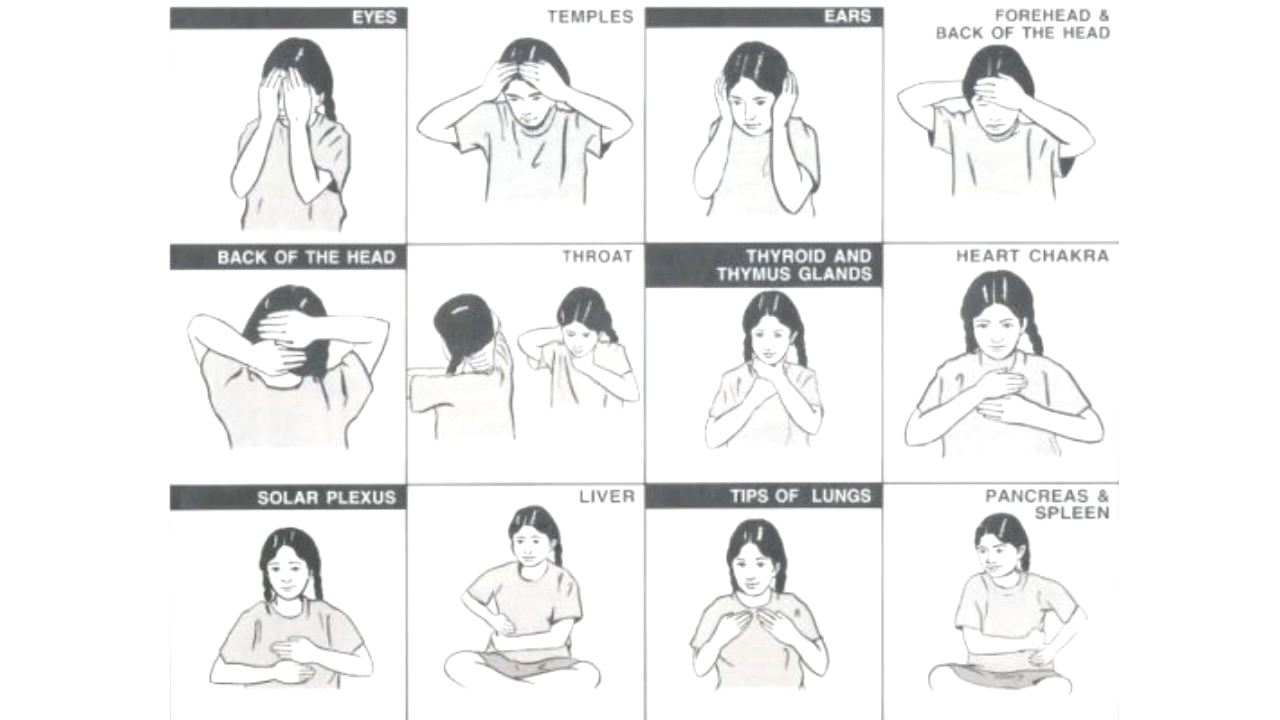 EYES
TEMPLES
EARS
FOREHEAD &
BACK OF THE HEAD
BACK OF THE HEAD
THROAT
THYROID AND
THYMUS GLANDS
HEART CHAKRA
SOLAR PLEXUS
LIVER
TIPS OF LUNGS
PANCREAS &
SPLEEN